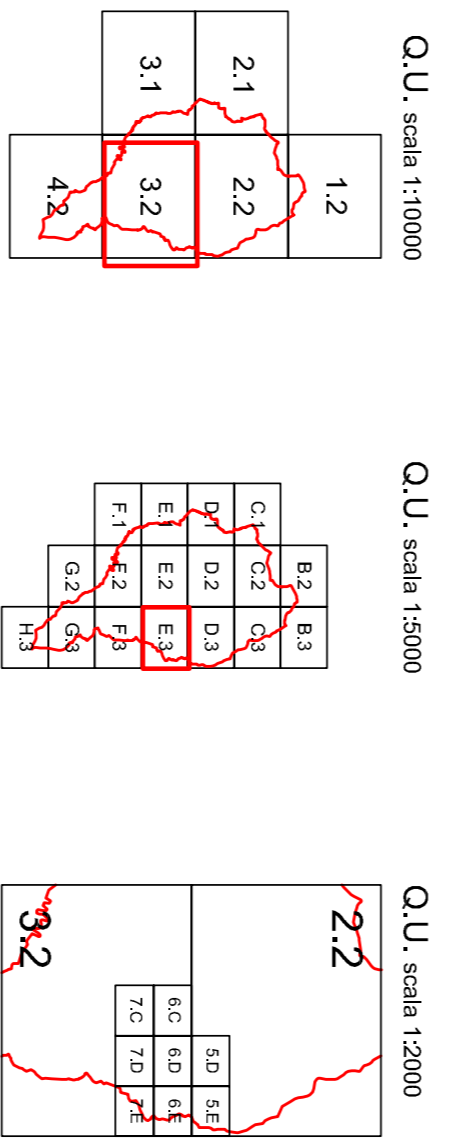 Q.U. scala 1:10000
1.2
2.1 2.2
3.1 3.2
4.2
Q.U. scala 1:5000
B.2 B.3
C.1 C.2 C.3
D.1 D.2 D.3
E.1 E.2 E.3
F.1 F.2 F.3
G.2 G.3
H.3
Q.U. scala 1:2000
2.2
5.D 5.E
6.C 6.D 6.E
7.C 7.D 7.E
3.2